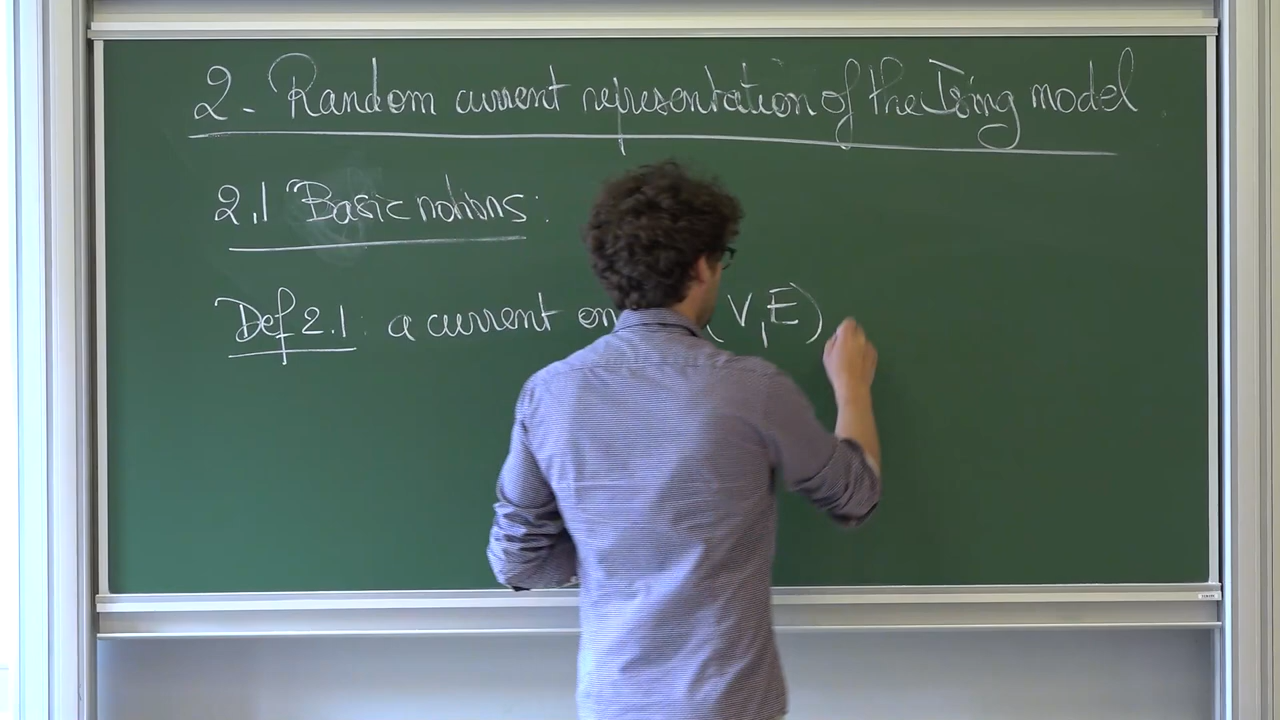 2- Random current representation of the Ising model
2.1 Basic notions:
Def 2.1: a current on (V,E)